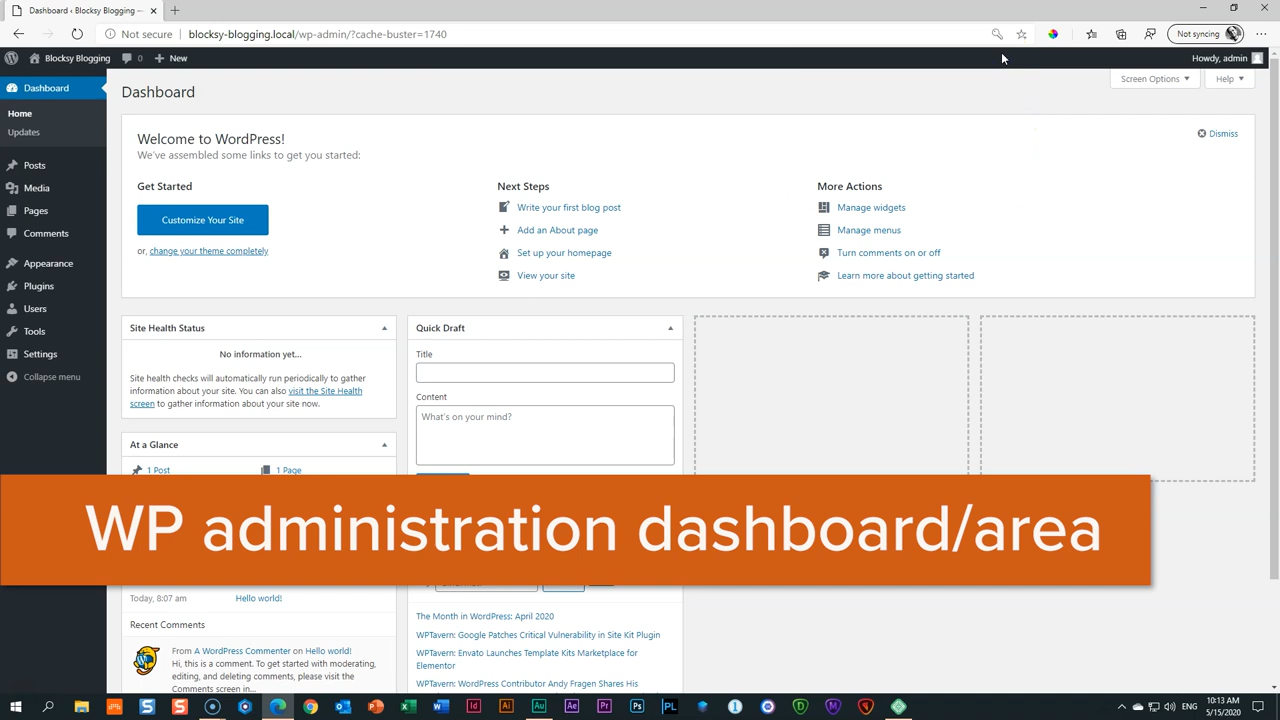 Dashboard ‹ Blocksy Blogging —
Not secure
blocksy-blogging.local/wp-admin/?cache-buster=1740
Not syncing
Blocksy Blogging
0
New
Howdy, admin
Dashboard
Home
Updates
Posts
Media
Pages
Comments
Appearance
Plugins
Users
Tools
Settings
Collapse menu
Dashboard
Screen Options
Help
Welcome to WordPress!
We've assembled some links to get you started:
Dismiss
Get Started
Customize Your Site
or, change your theme completely
Next Steps
Write your first blog post
Add an About page
Set up your homepage
View your site
More Actions
Manage widgets
Manage menus
Turn comments on or off
Learn more about getting started
Site Health Status
No information yet...
Site health checks will automatically run periodically to gather
information about your site. You can also visit the Site Health
screen to gather information about your site now.
At a Glance
1 Post
1 Page
Quick Draft
Title
Content
What's on your mind?
WP administration dashboard/area
Today, 8:07 am
Hello world!
Recent Comments
From A WordPress Commenter on Hello world!
Hi, this is a comment. To get started with moderating,
editing, and deleting comments, please visit the
Comments screen in...
The Month in WordPress: April 2020
WPTavern: Google Patches Critical Vulnerability in Site Kit Plugin
WPTavern: Envato Launches Template Kits Marketplace for
Elementor
WPTavern: WordPress Contributor Andy Fragen Shares His
10:13 AM
5/15/2020